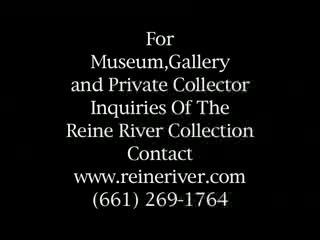 For
Museum,Gallery
and Private Collector
Inquiries Of The
Reine River Collection
Contact
www.reineriver.com
(661) 269-1764